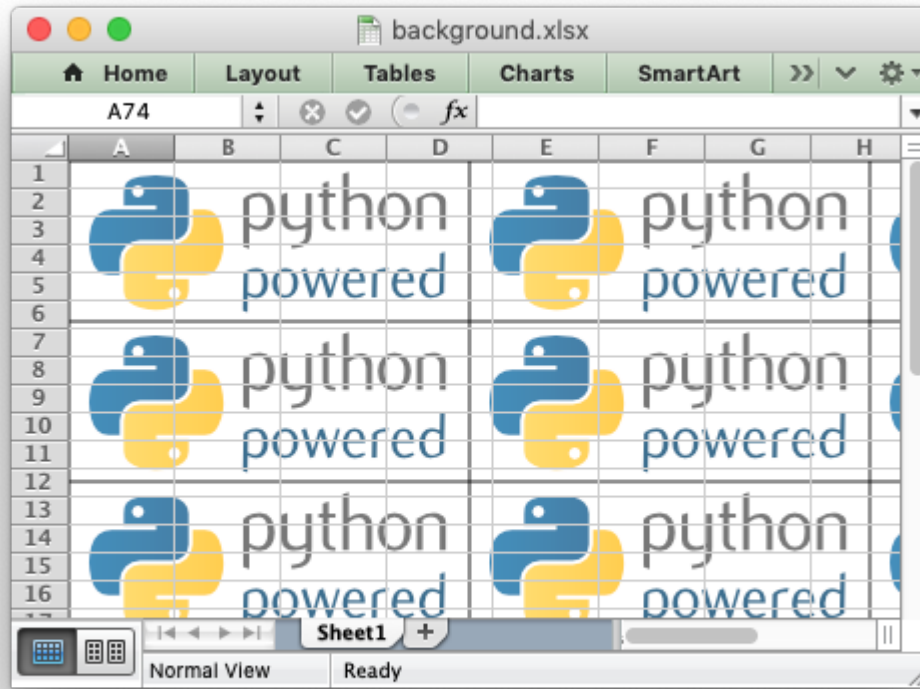 background.xlsx
Home Layout Tables Charts SmartArt
A74 fx
A B C D E F G H
1
2 python python
3
4
5 powered powered
6
7
8 python python
9
10
11 powered powered
12
13
14 python python
15
16 powered powered
17
Sheet1 +
Normal View Ready